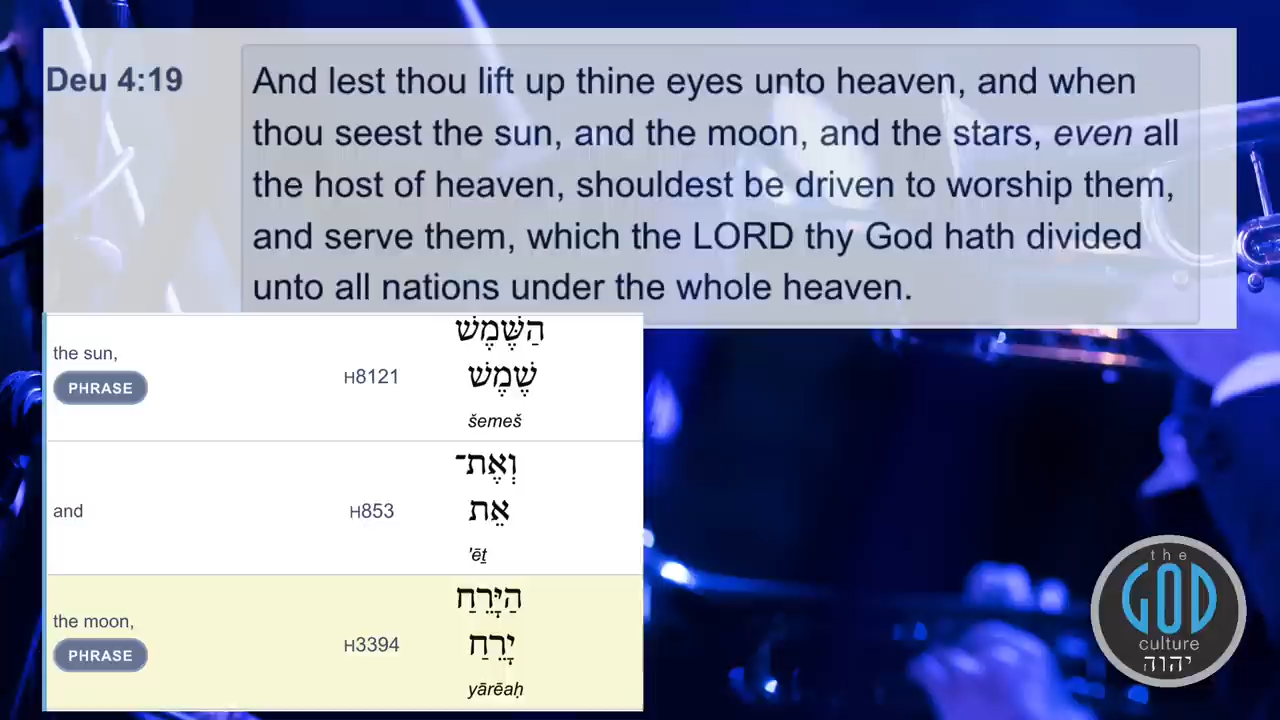 Deu 4:19
And lest thou lift up thine eyes unto heaven, and when
thou seest the sun, and the moon, and the stars, even all
the host of heaven, shouldest be driven to worship them,
and serve them, which the LORD thy God hath divided
unto all nations under the whole heaven.
the sun,
PHRASE
H8121
הַשֶּׁמֶשׁ
שֶׁמֶשׁ
šemeš
and
H853
וְאֶת־
אֵת
'ēṯ
the moon,
PHRASE
H3394
הַיָּרֵחַ
יָרֵחַ
yārēaḥ
the
GOD
culture
יהוה